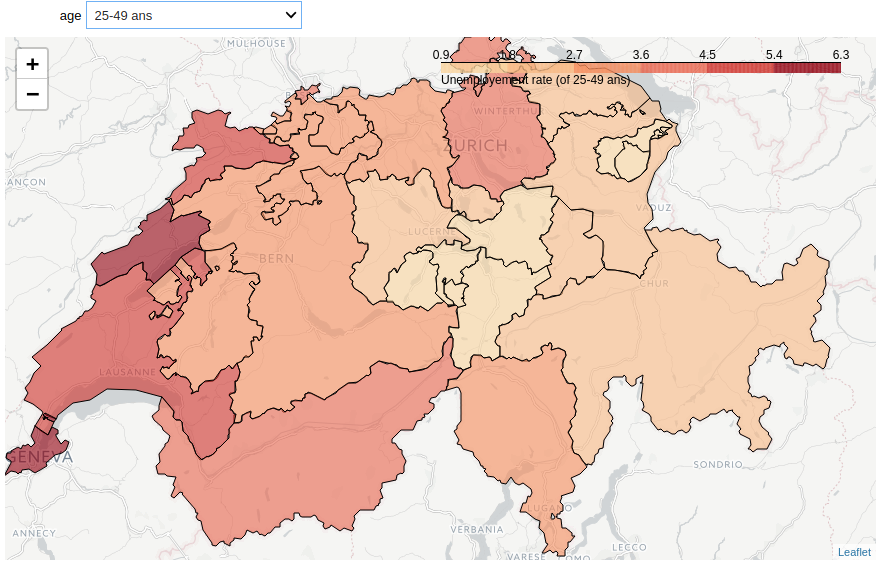 age 25-49 ans
+
−
MULHOUSE
0.9 1.8 2.7 3.6 4.5 5.4 6.3
Unemployement rate (of 25-49 ans)
WINTERTHU
ZURICH
ANÇON
VADUZ
LUCERNE
BERN
CHUR
LAUSANNE
GENEVA
SONDRIO
LUGANO
VERBANIA
ANNECY
LECCO
VARESE COMO
Leaflet